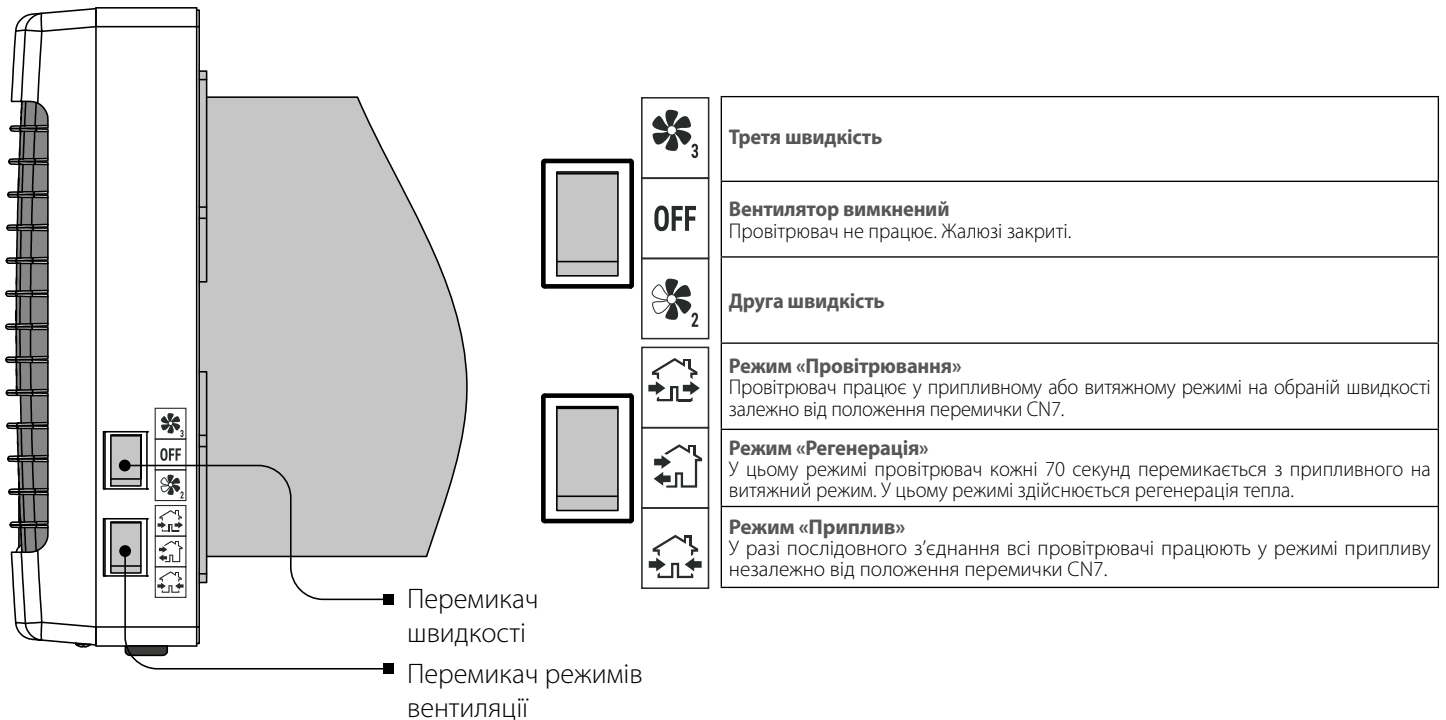 3
OFF
2
Перемикач
швидкості
Перемикач режимів
вентиляції
3
Третя швидкість
OFF
Вентилятор вимкнений
Провітрювач не працює. Жалюзі закриті.
2
Друга швидкість
Режим «Провітрювання»
Провітрювач працює у припливному або витяжному режимі на обраній швидкості
залежно від положення перемички CN7.
Режим «Регенерація»
У цьому режимі провітрювач кожні 70 секунд перемикається з припливного на
витяжний режим. У цьому режимі здійснюється регенерація тепла.
Режим «Приплив»
У разі послідовного з’єднання всі провітрювачі працюють у режимі припливу
незалежно від положення перемички CN7.